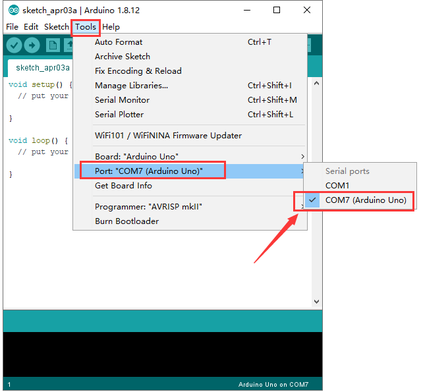 sketch_apr03a | Arduino 1.8.12
File Edit Sketch Tools Help
sketch_apr03a
Auto Format Ctrl+T
Archive Sketch
Fix Encoding & Reload
Manage Libraries... Ctrl+Shift+I
Serial Monitor Ctrl+Shift+M
Serial Plotter Ctrl+Shift+L
WiFi101 / WiFiNINA Firmware Updater
Board: "Arduino Uno"
Port: "COM7 (Arduino Uno)"
Get Board Info
Programmer: "AVRISP mkII"
Burn Bootloader
void setup() {
// put your
}
void loop() {
// put your
}
Serial ports
COM1
COM7 (Arduino Uno)
1
Arduino Uno on COM7